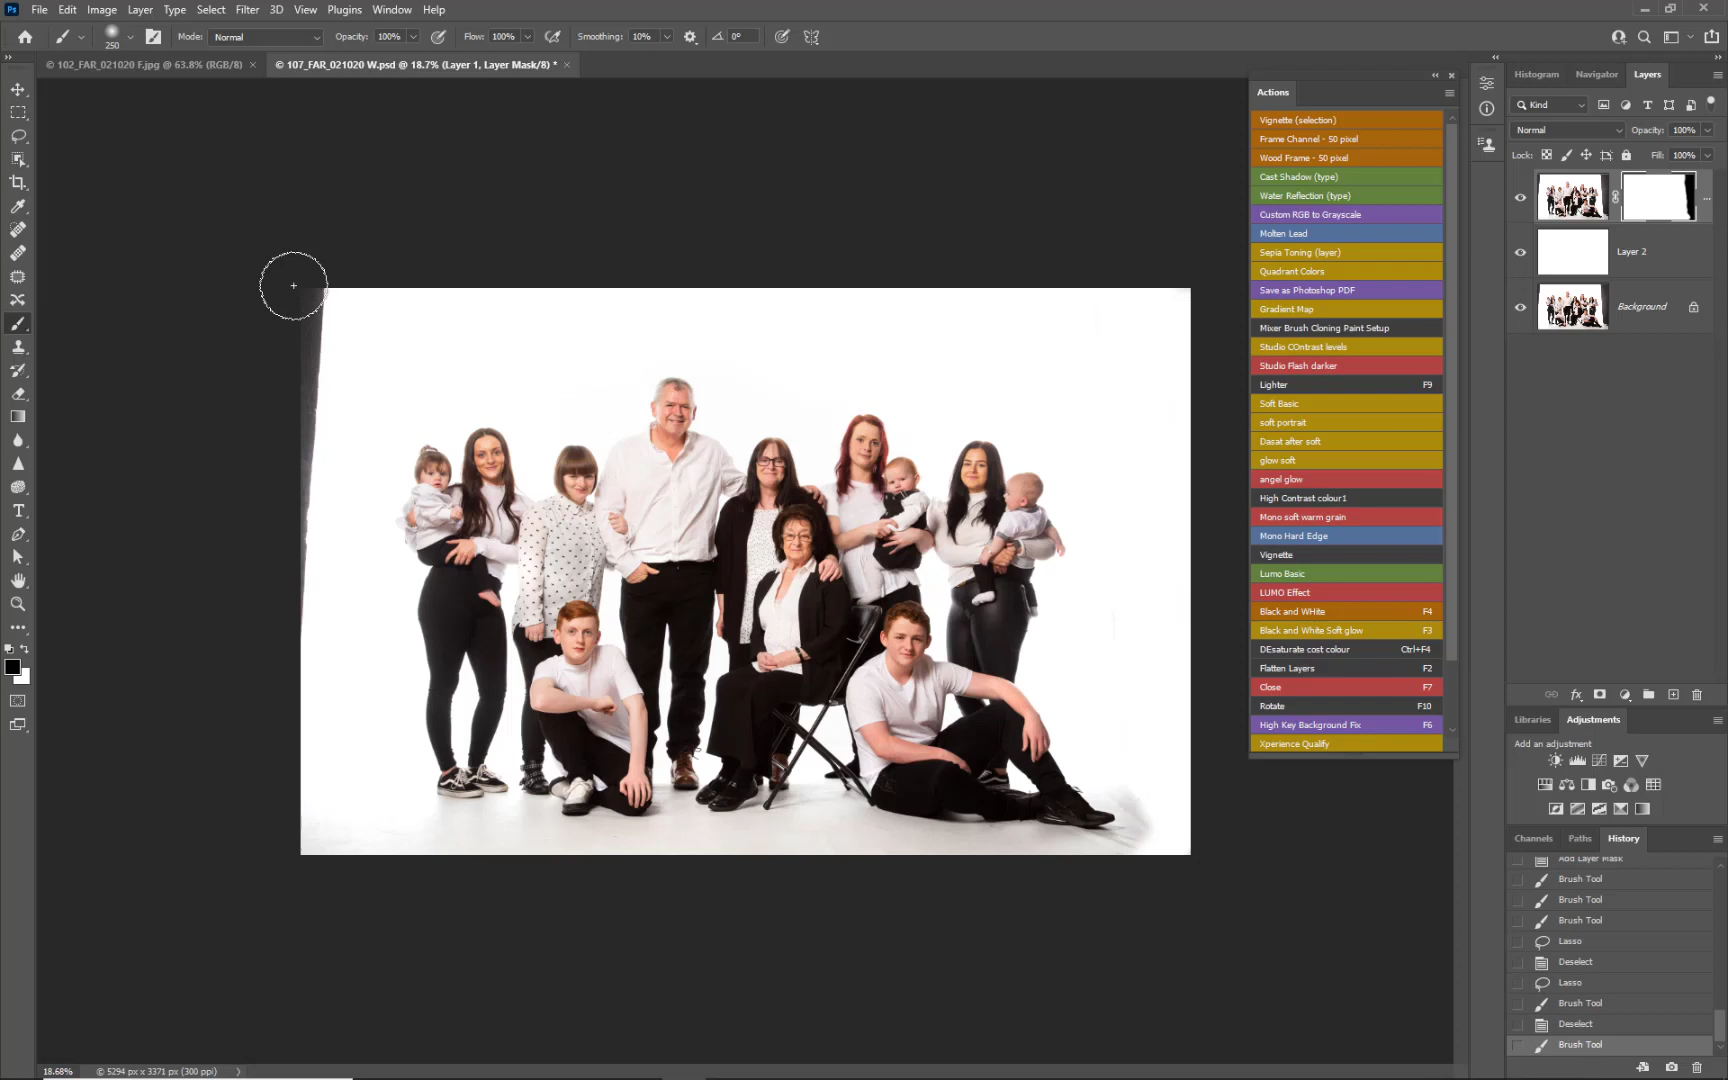 Ps File Edit Image Layer Type Select Filter 3D View Plugins Window Help
250 Mode: Normal Opacity: 100% Flow: 100% Smoothing: 10% 0°
© 102_FAR_021020 F.jpg @ 63.8% (RGB/8) × © 107_FAR_021020 W.psd @ 18.7% (Layer 1, Layer Mask/8) * ×
Actions
Vignette (selection)
Frame Channel - 50 pixel
Wood Frame - 50 pixel
Cast Shadow (type)
Water Reflection (type)
Custom RGB to Grayscale
Molten Lead
Sepia Toning (layer)
Quadrant Colors
Save as Photoshop PDF
Gradient Map
Mixer Brush Cloning Paint Setup
Studio COntrast levels
Studio Flash darker
Lighter F9
Soft Basic
soft portrait
Dasat after soft
glow soft
angel glow
High Contrast colour1
Mono soft warm grain
Mono Hard Edge
Vignette
Lumo Basic
LUMO Effect
Black and WHite F4
Black and White Soft glow F3
DEsaturate cost colour Ctrl+F4
Flatten Layers F2
Close F7
Rotate F10
High Key Background Fix F6
Xperience Qualify
Histogram Navigator Layers
Kind
Normal Opacity: 100%
Lock: Fill: 100%
Layer 2
Background
fx
Libraries Adjustments
Add an adjustment
Channels Paths History
Add Layer Mask
Brush Tool
Brush Tool
Brush Tool
Lasso
Deselect
Lasso
Brush Tool
Deselect
Brush Tool
18.68% © 5294 px x 3371 px (300 ppi)